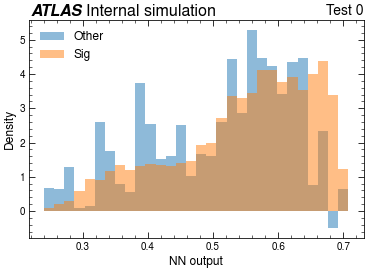 ATLAS Internal simulation Test 0
Other
Sig
Density
5
4
3
2
1
0
0.3 0.4 0.5 0.6 0.7
NN output